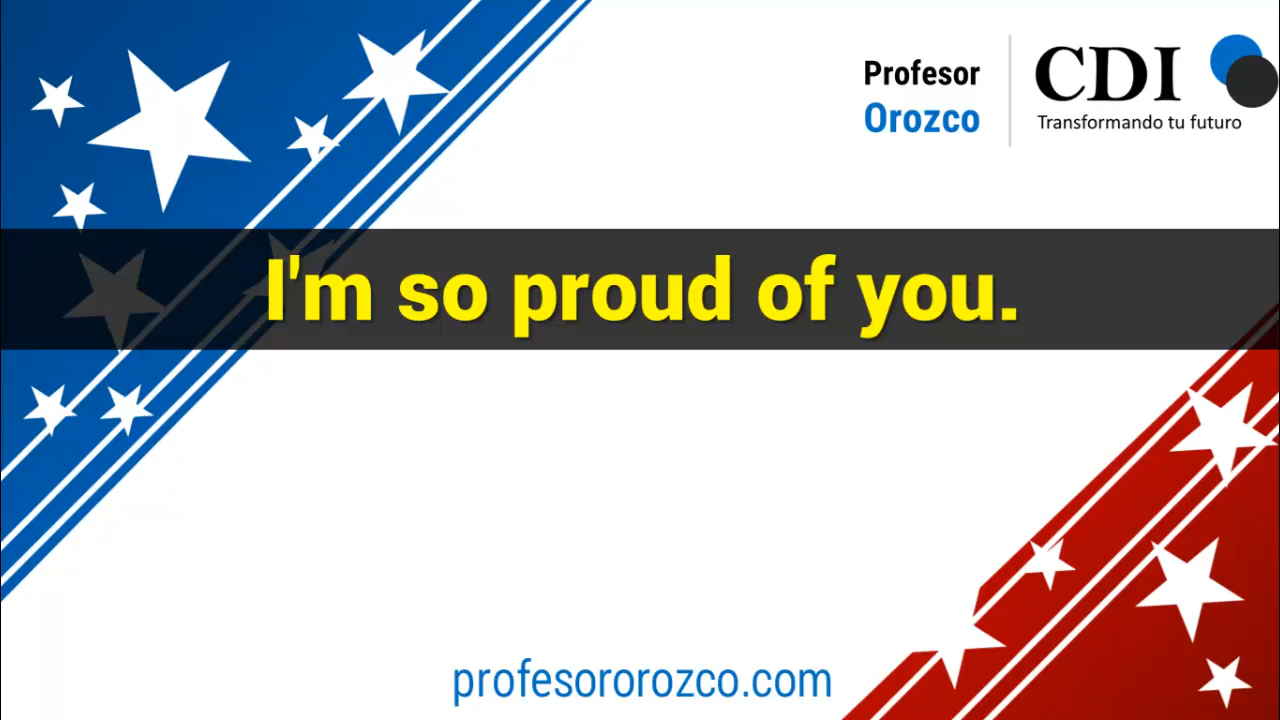 Profesor
Orozco
CDI
Transformando tu futuro
I'm so proud of you.
profesororozco.com